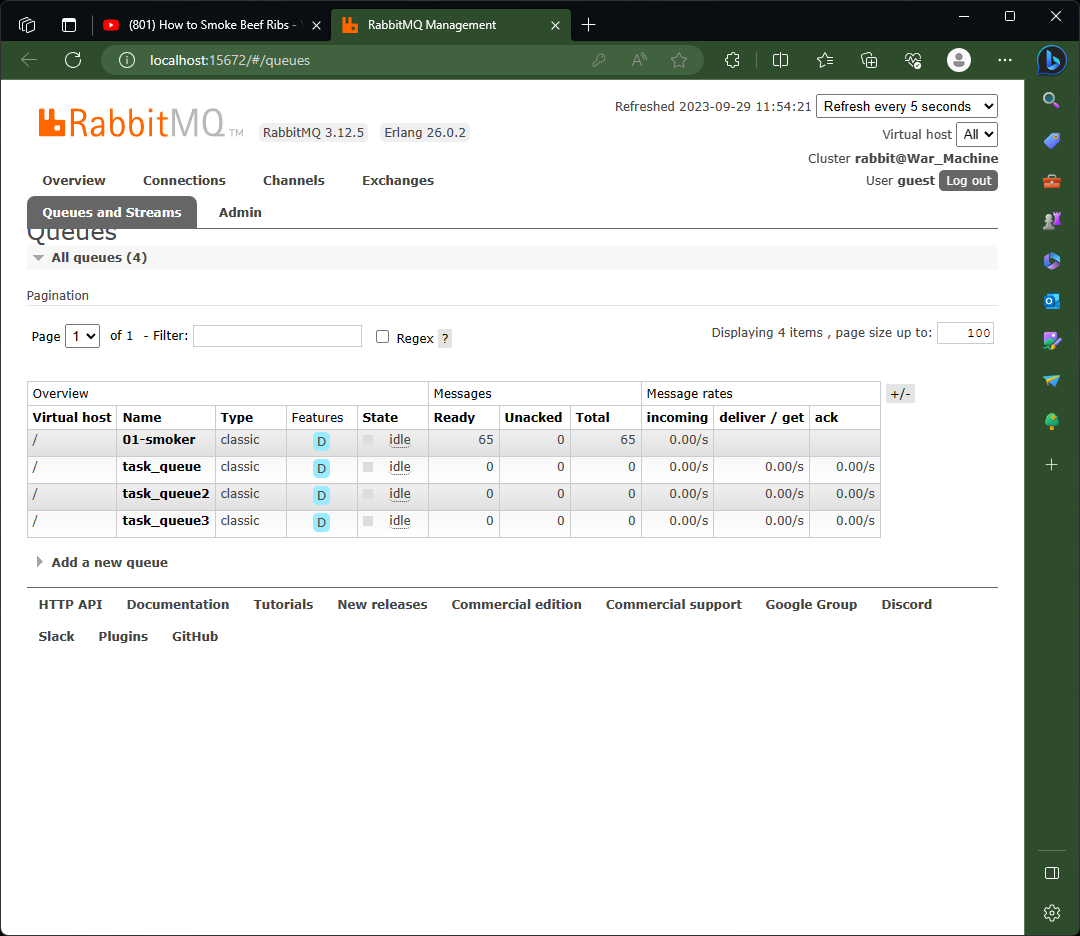 (801) How to Smoke Beef Ribs -
RabbitMQ Management
localhost:15672/#/queues
RabbitMQ TM
RabbitMQ 3.12.5 Erlang 26.0.2
Refreshed 2023-09-29 11:54:21 Refresh every 5 seconds
Virtual host All
Cluster rabbit@War_Machine
User guest Log out
Overview Connections Channels Exchanges
Queues and Streams Admin
Queues
All queues (4)
Pagination
Page 1 of 1 - Filter: Regex ? Displaying 4 items , page size up to: 100
Overview Messages Message rates +/-
Virtual host Name Type Features State Ready Unacked Total incoming deliver / get ack
/ 01-smoker classic D idle 65 0 65 0.00/s
/ task_queue classic D idle 0 0 0 0.00/s 0.00/s 0.00/s
/ task_queue2 classic D idle 0 0 0 0.00/s 0.00/s 0.00/s
/ task_queue3 classic D idle 0 0 0 0.00/s 0.00/s 0.00/s
Add a new queue
HTTP API Documentation Tutorials New releases Commercial edition Commercial support Google Group Discord
Slack Plugins GitHub